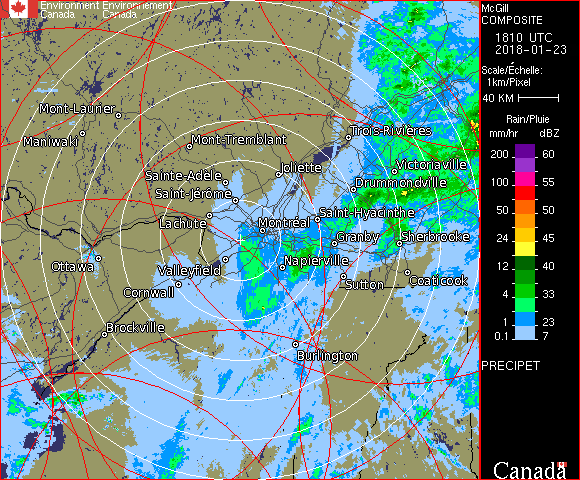 Environment Environnement
Canada Canada
McGill
COMPOSITE
1810 UTC
2018-01-23
Scale/Échelle:
1km/Pixel
40 KM
Rain/Pluie
mm/hr dBZ
200 60
100 55
50 50
24 45
12 40
4 33
1 23
0.1 7
PRECIPET
Canada
Mont-Laurier
Maniwaki
Mont-Tremblant
Trois-Rivières
Joliette
Victoriaville
Sainte-Adèle
Drummondville
Saint-Jérôme
Saint-Hyacinthe
Lachute
Montréal
Granby
Sherbrooke
Ottawa
Valleyfield
Napierville
Sutton
Coaticook
Cornwall
Brockville
Burlington